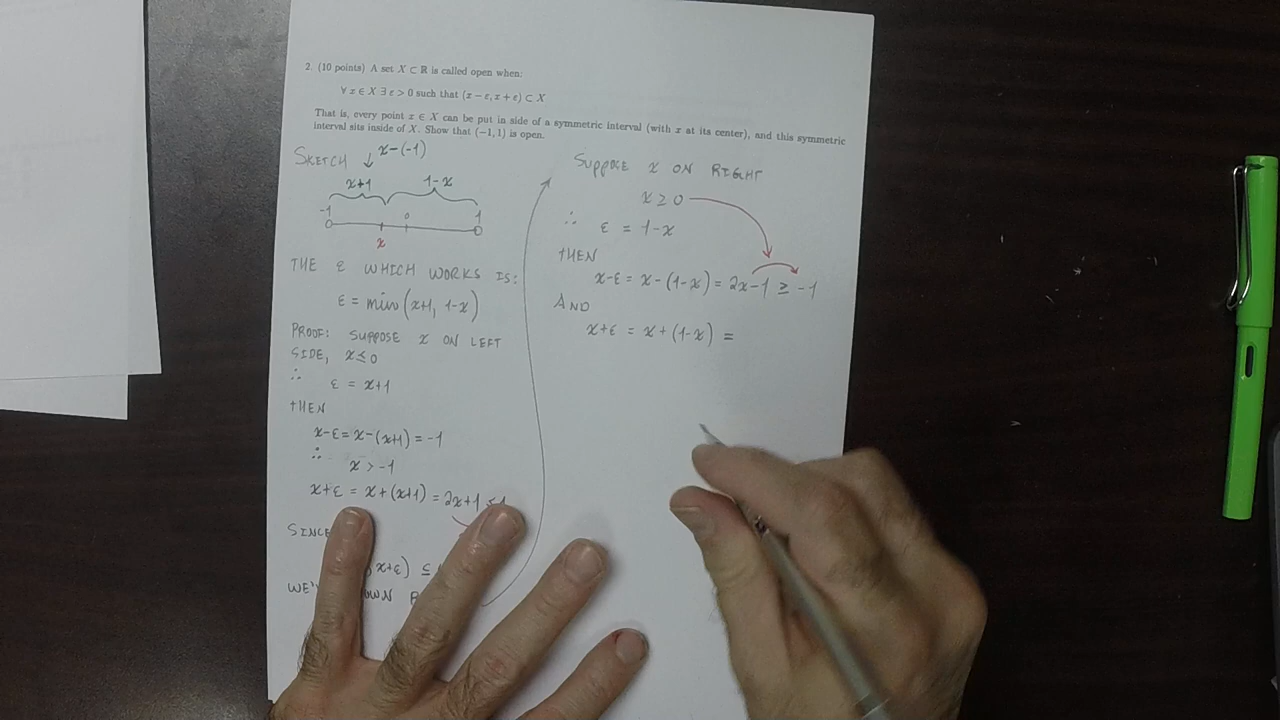 2. (10 points) A set X ⊂ ℝ is called open when:
∀ x ∈ X ∃ ε > 0 such that (x − ε, x + ε) ⊂ X
That is, every point x ∈ X can be put in side of a symmetric interval (with x at its center), and this symmetric
interval sits inside of X. Show that (−1, 1) is open.
SKETCH ↓ x-(-1)
x+1 1-x
-1 0 1
x
THE ε WHICH WORKS IS:
ε = min(x+1, 1-x)
PROOF: SUPPOSE x ON LEFT
SIDE, x≤0
∴ ε = x+1
THEN
x-ε = x-(x+1) = -1
∴ x > -1
x+ε = x+(x+1) = 2x+1
SINCE
x+ε) ⊆
SUPPOSE x ON RIGHT
x ≥ 0
∴ ε = 1-x
THEN
x-ε = x-(1-x) = 2x-1 ≥ -1
AND
x+ε = x+(1-x) =